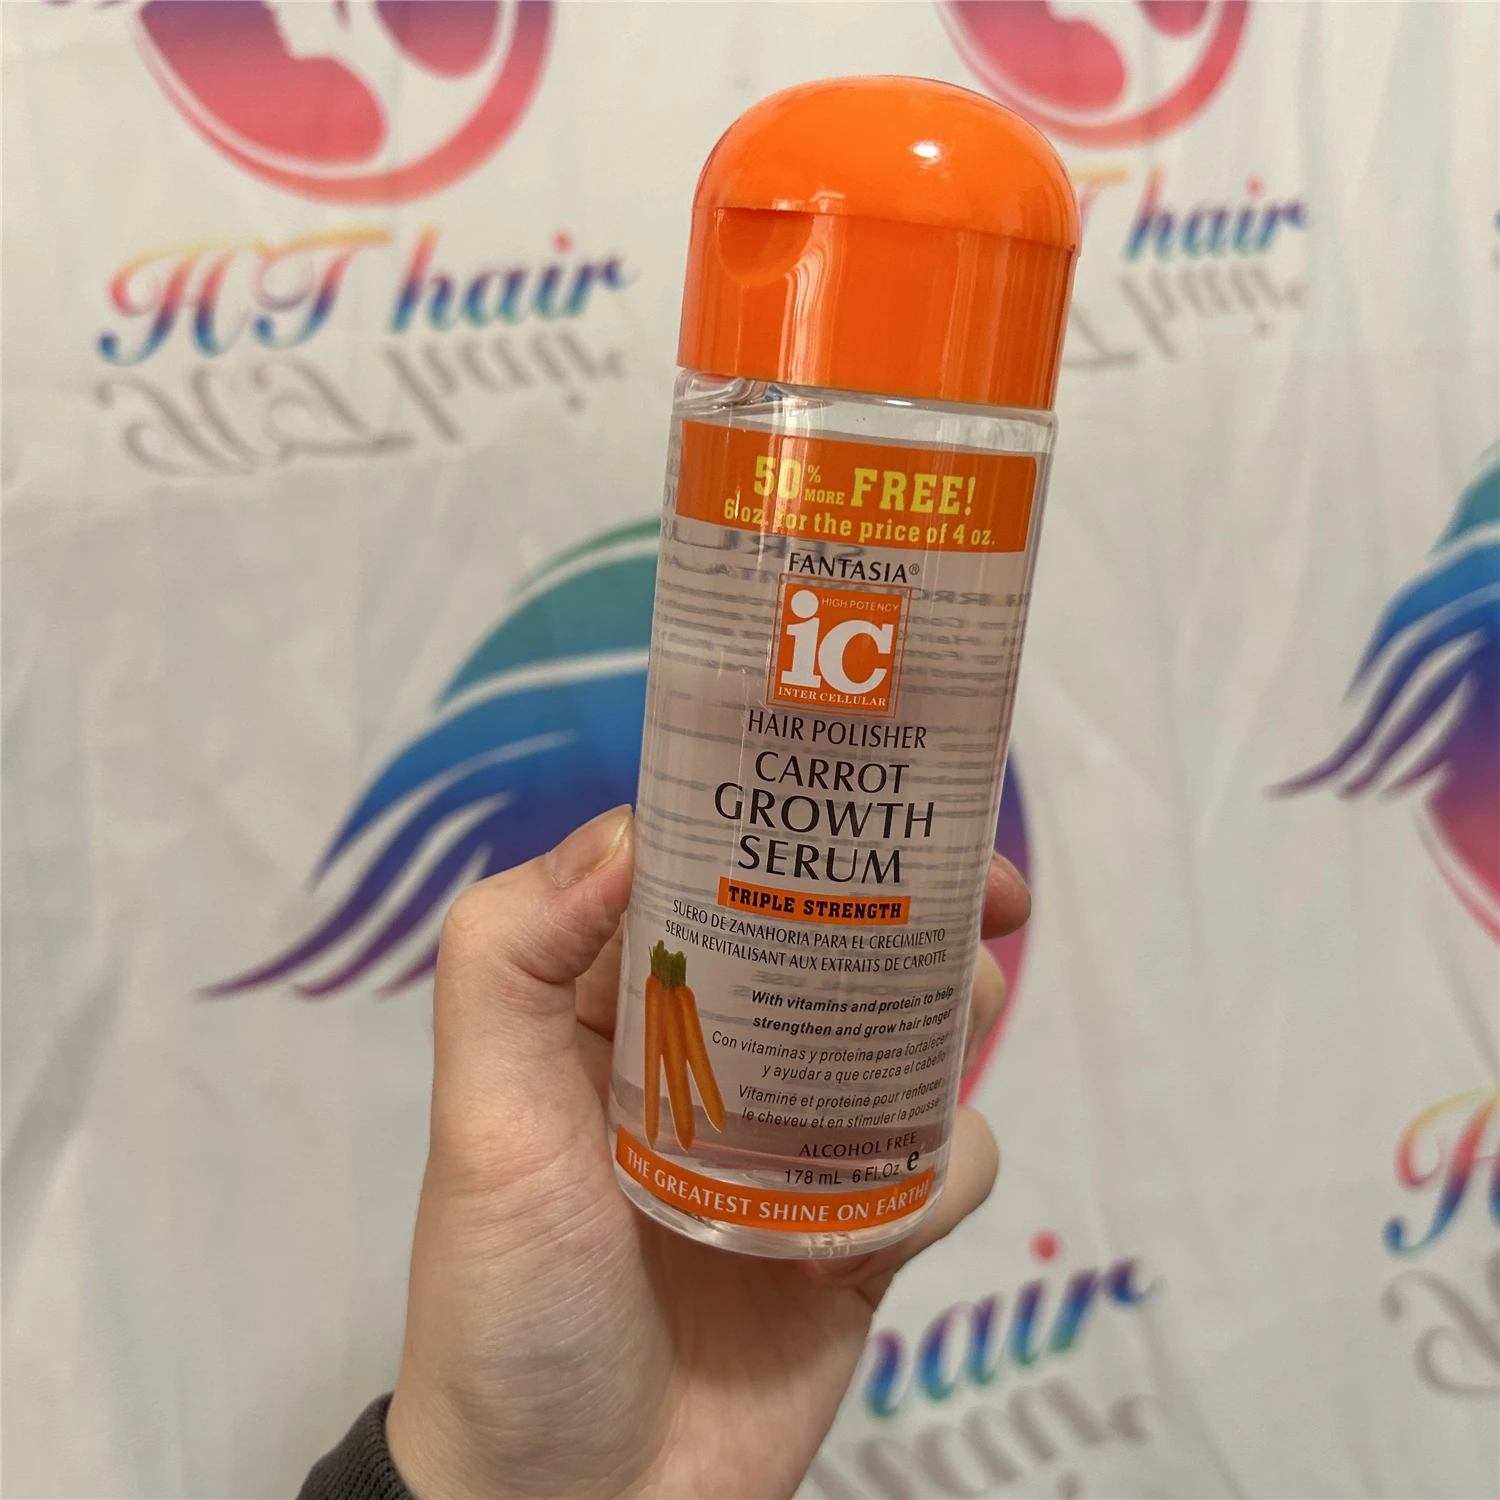 HT hair
hair
50% MORE FREE!
6 oz. for the price of 4 oz.
FANTASIA®
HIGH POTENCY
ic
INTER CELLULAR
HAIR POLISHER
CARROT
GROWTH
SERUM
TRIPLE STRENGTH
SUERO DE ZANAHORIA PARA EL CRECIMIENTO
SERUM REVITALISANT AUX EXTRAITS DE CAROTTE
With vitamins and protein to help
strengthen and grow hair longer
Con vitaminas y proteína para fortalecer
y ayudar a que crezca el cabello
Vitaminé et protéiné pour renforcer
le cheveu et en stimuler la pousse
ALCOHOL FREE
178 mL 6 Fl.Oz. e
THE GREATEST SHINE ON EARTH!
hair
H